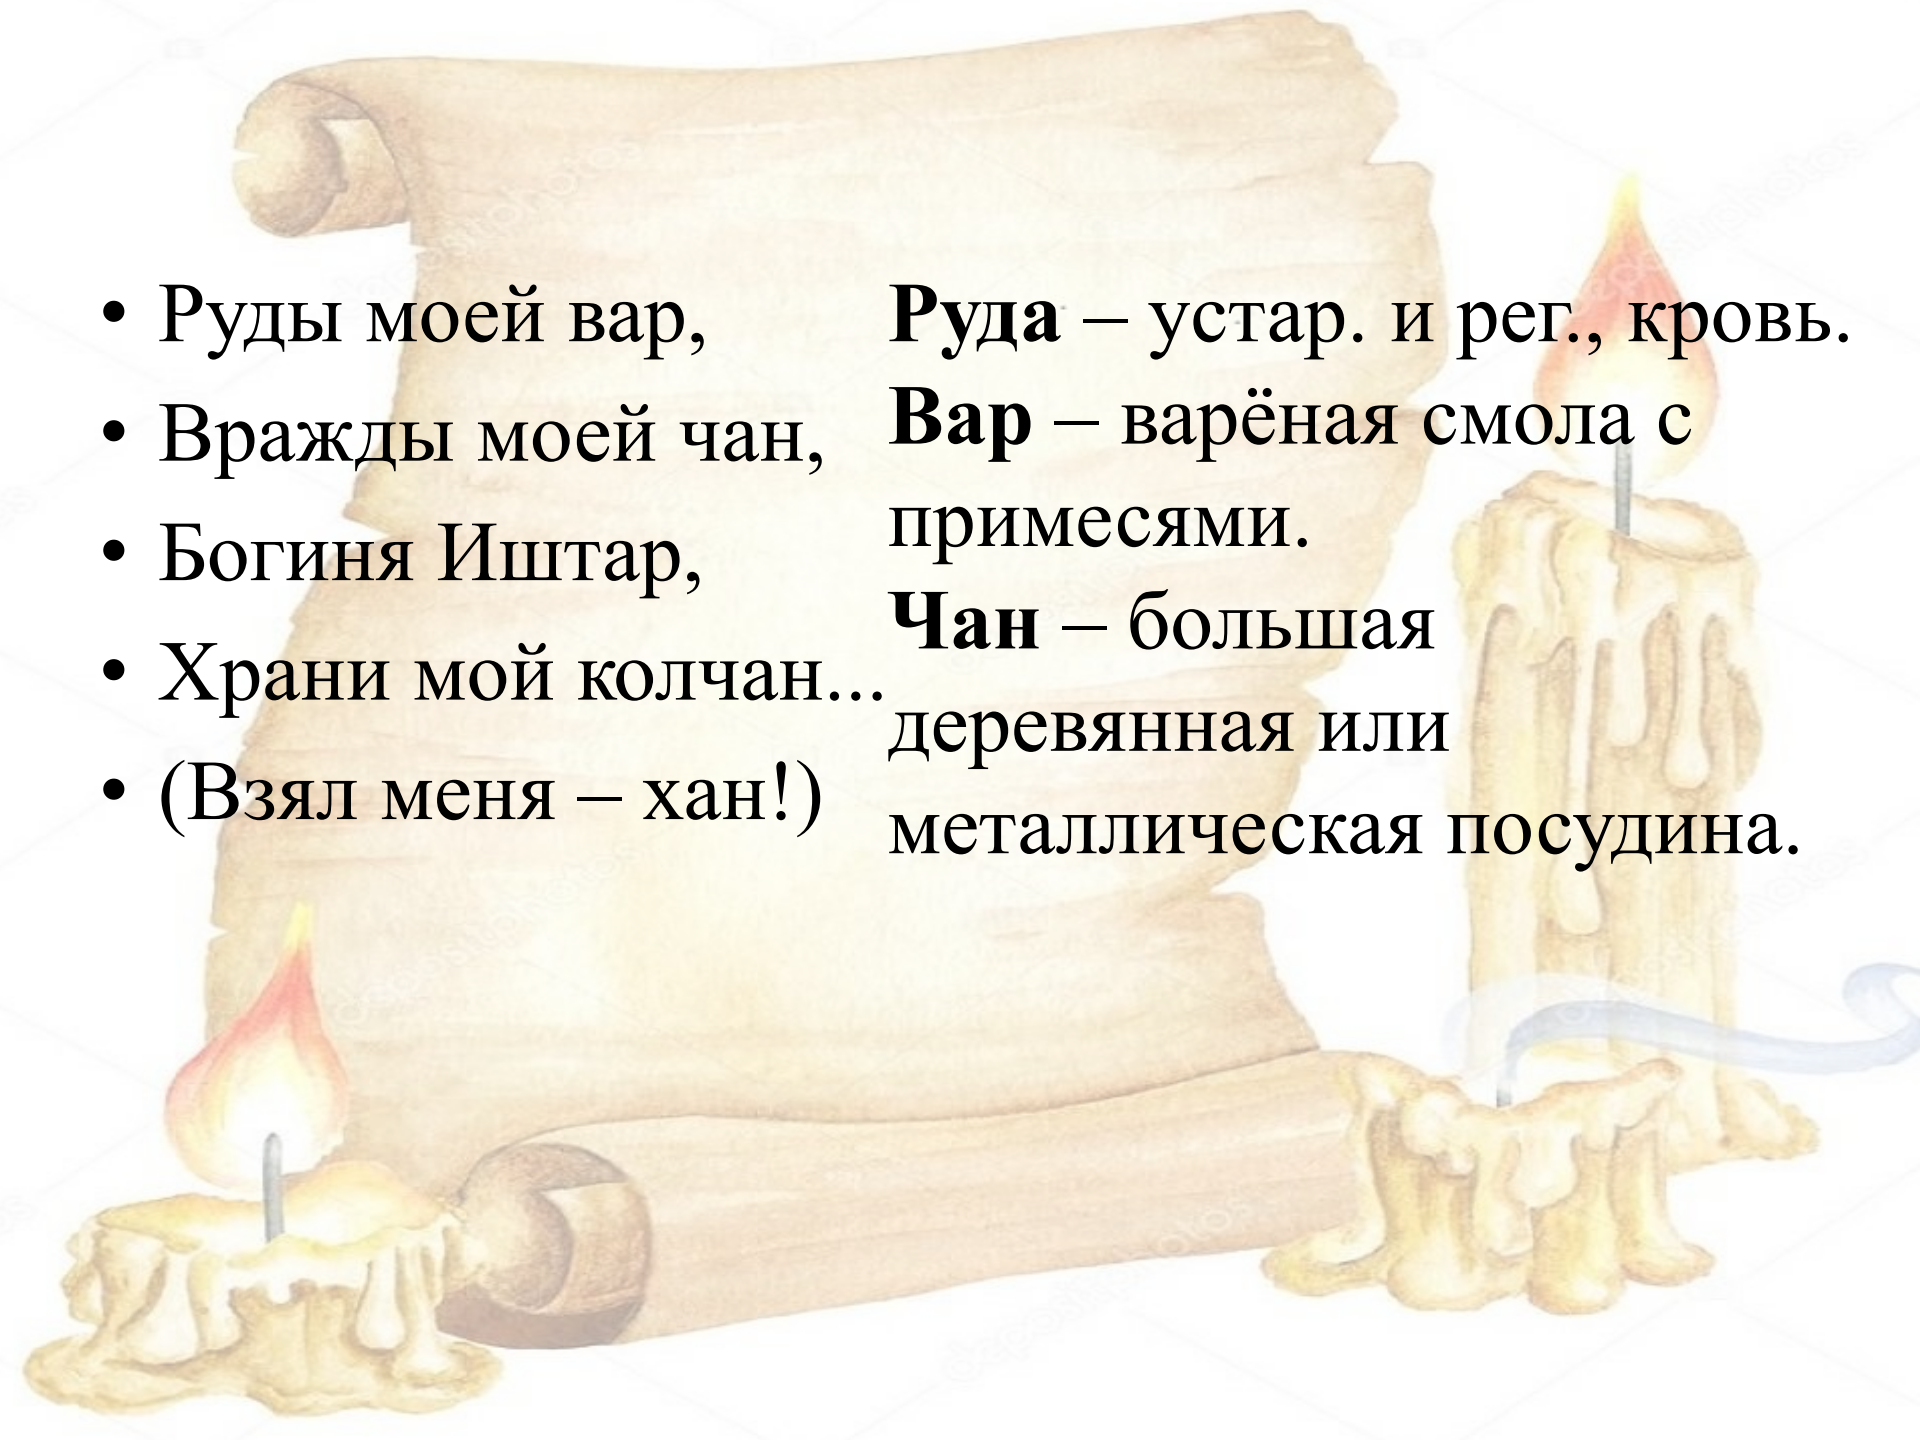 • Руды моей вар,
• Вражды моей чан,
• Богиня Иштар,
• Храни мой колчан...
• (Взял меня – хан!)
Руда – устар. и рег., кровь.
Вар – варёная смола с
примесями.
Чан – большая
деревянная или
металлическая посудина.